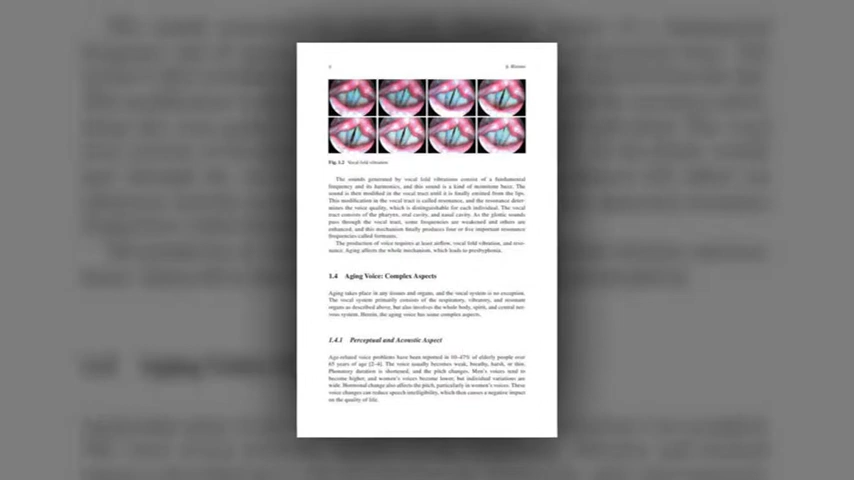 Fig. 1.2 Vocal fold vibration
The sounds generated by vocal fold vibrations consist of a fundamental
frequency and its harmonics, and this sound is a kind of monotone buzz. The
sound is then modified in the vocal tract until it is finally emitted from the lips.
This modification in the vocal tract is called resonance, and the resonance deter-
mines the voice quality, which is distinguishable for each individual. The vocal
tract consists of the pharynx, oral cavity, and nasal cavity. As the glottic sounds
pass through the vocal tract, some frequencies are weakened and others are
enhanced, and this mechanism finally produces four or five important resonance
frequencies called formants.
The production of voice requires at least airflow, vocal fold vibration, and reso-
nance. Aging affects the whole mechanism, which leads to presbyphonia.
1.4 Aging Voice: Complex Aspects
Aging takes place in any tissues and organs, and the vocal system is no exception.
The vocal system primarily consists of the respiratory, vibratory, and resonant
organs as described above, but also involves the whole body, spirit, and central ner-
vous system. Herein, the aging voice has some complex aspects.
1.4.1 Perceptual and Acoustic Aspect
Age-related voice problems have been reported in 10–47% of elderly people over
65 years of age [2–4]. The voice usually becomes weak, breathy, harsh, or thin.
Phonatory duration is shortened, and the pitch changes. Men's voices tend to
become higher, and women's voices become lower, but individual variations are
wide. Hormonal change also affects the pitch, particularly in women's voices. These
voice changes can reduce speech intelligibility, which then causes a negative impact
on the quality of life.